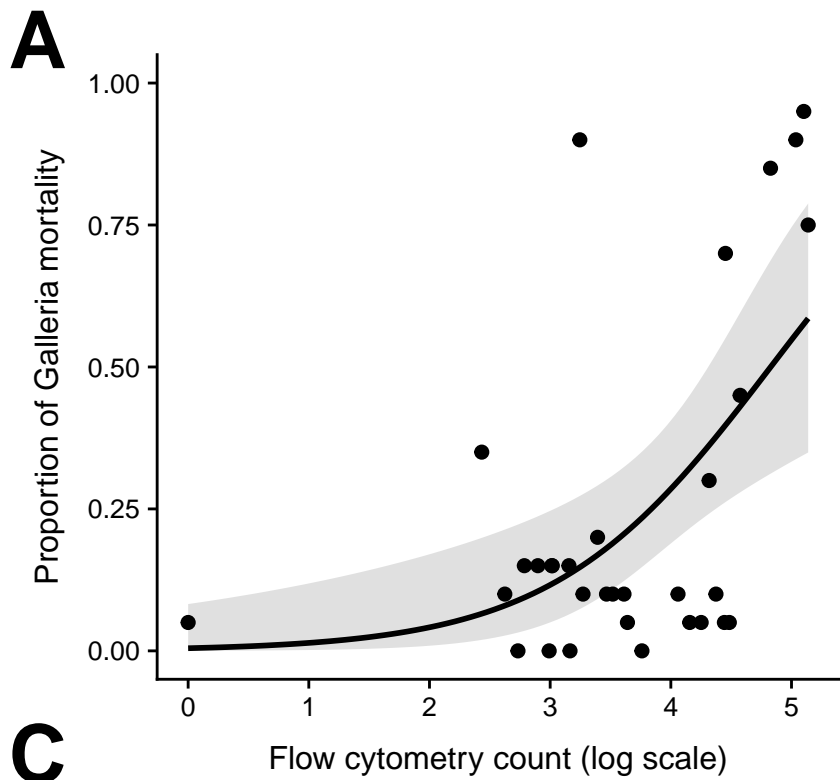 A
1.00
0.75
0.50
0.25
0.00
Proportion of Galleria mortality
0 1 2 3 4 5
Flow cytometry count (log scale)
C